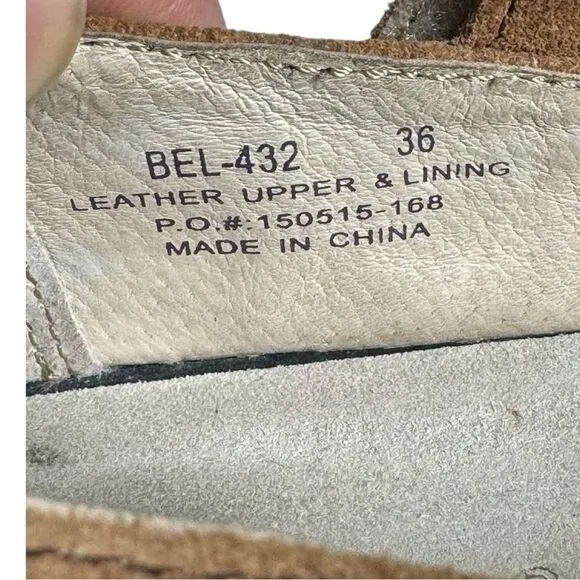 BEL-432 36
LEATHER UPPER & LINING
P.O.#:150515-168
MADE IN CHINA